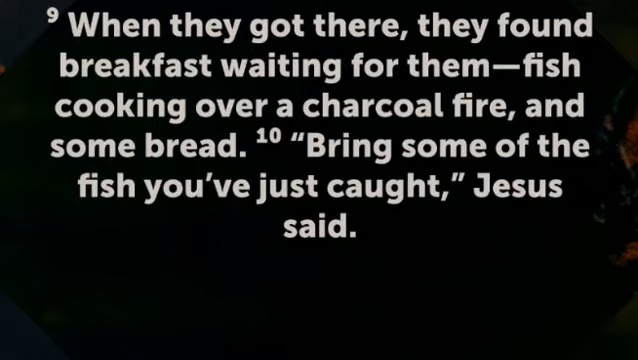 ⁹ When they got there, they found
breakfast waiting for them—fish
cooking over a charcoal fire, and
some bread. ¹⁰ “Bring some of the
fish you’ve just caught,” Jesus
said.